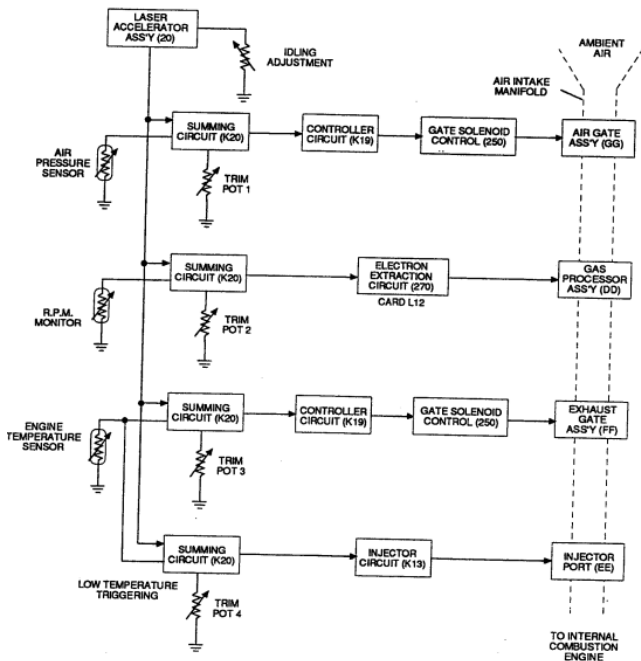 LASER
ACCELERATOR
ASS'Y (20)
IDLING
ADJUSTMENT
AMBIENT
AIR
AIR INTAKE
MANIFOLD
SUMMING
CIRCUIT (K20)
CONTROLLER
CIRCUIT (K19)
GATE SOLENOID
CONTROL (250)
AIR GATE
ASS'Y (GG)
AIR
PRESSURE
SENSOR
TRIM
POT 1
SUMMING
CIRCUIT (K20)
ELECTRON
EXTRACTION
CIRCUIT (270)
CARD L12
GAS
PROCESSOR
ASS'Y (DD)
R.P.M.
MONITOR
TRIM
POT 2
SUMMING
CIRCUIT (K20)
CONTROLLER
CIRCUIT (K19)
GATE SOLENOID
CONTROL (250)
EXHAUST
GATE
ASS'Y (FF)
ENGINE
TEMPERATURE
SENSOR
TRIM
POT 3
SUMMING
CIRCUIT (K20)
INJECTOR
CIRCUIT (K13)
INJECTOR
PORT (EE)
LOW TEMPERATURE
TRIGGERING
TRIM
POT 4
TO INTERNAL
COMBUSTION
ENGINE